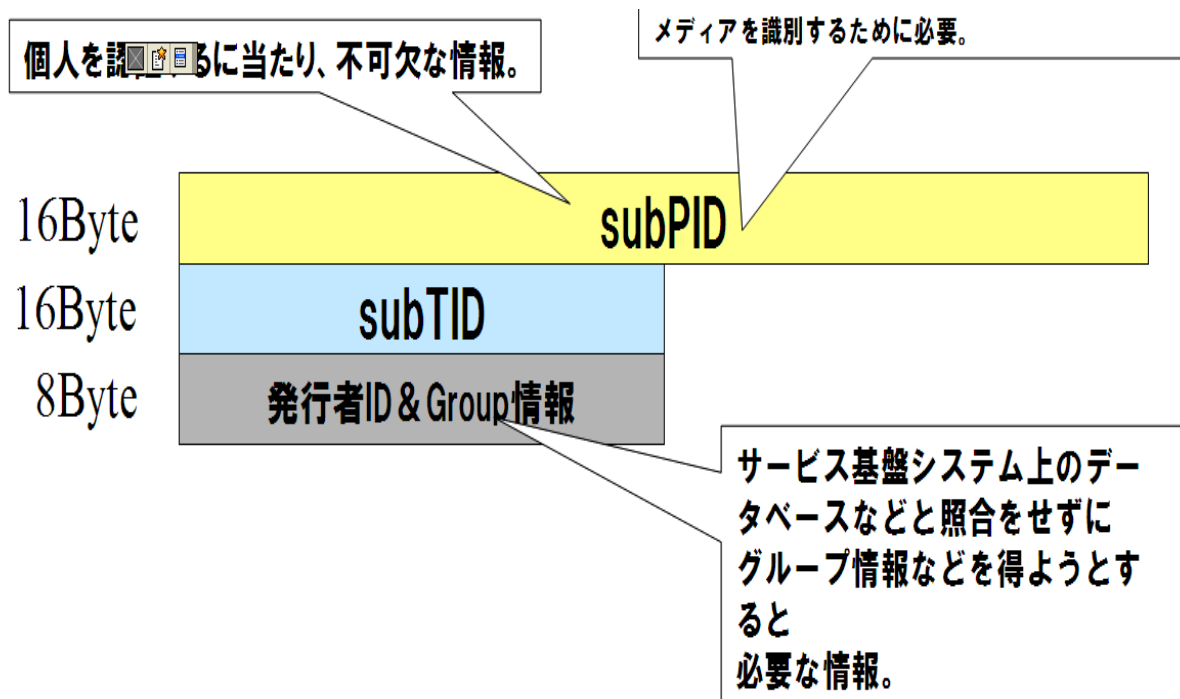 メディアを識別するために必要。
個人を認 るに当たり、不可欠な情報。
16Byte
subPID
16Byte
subTID
8Byte
発行者ID＆Group情報
サービス基盤システム上のデー
タベースなどと照合をせずに
グループ情報などを得ようとす
ると
必要な情報。